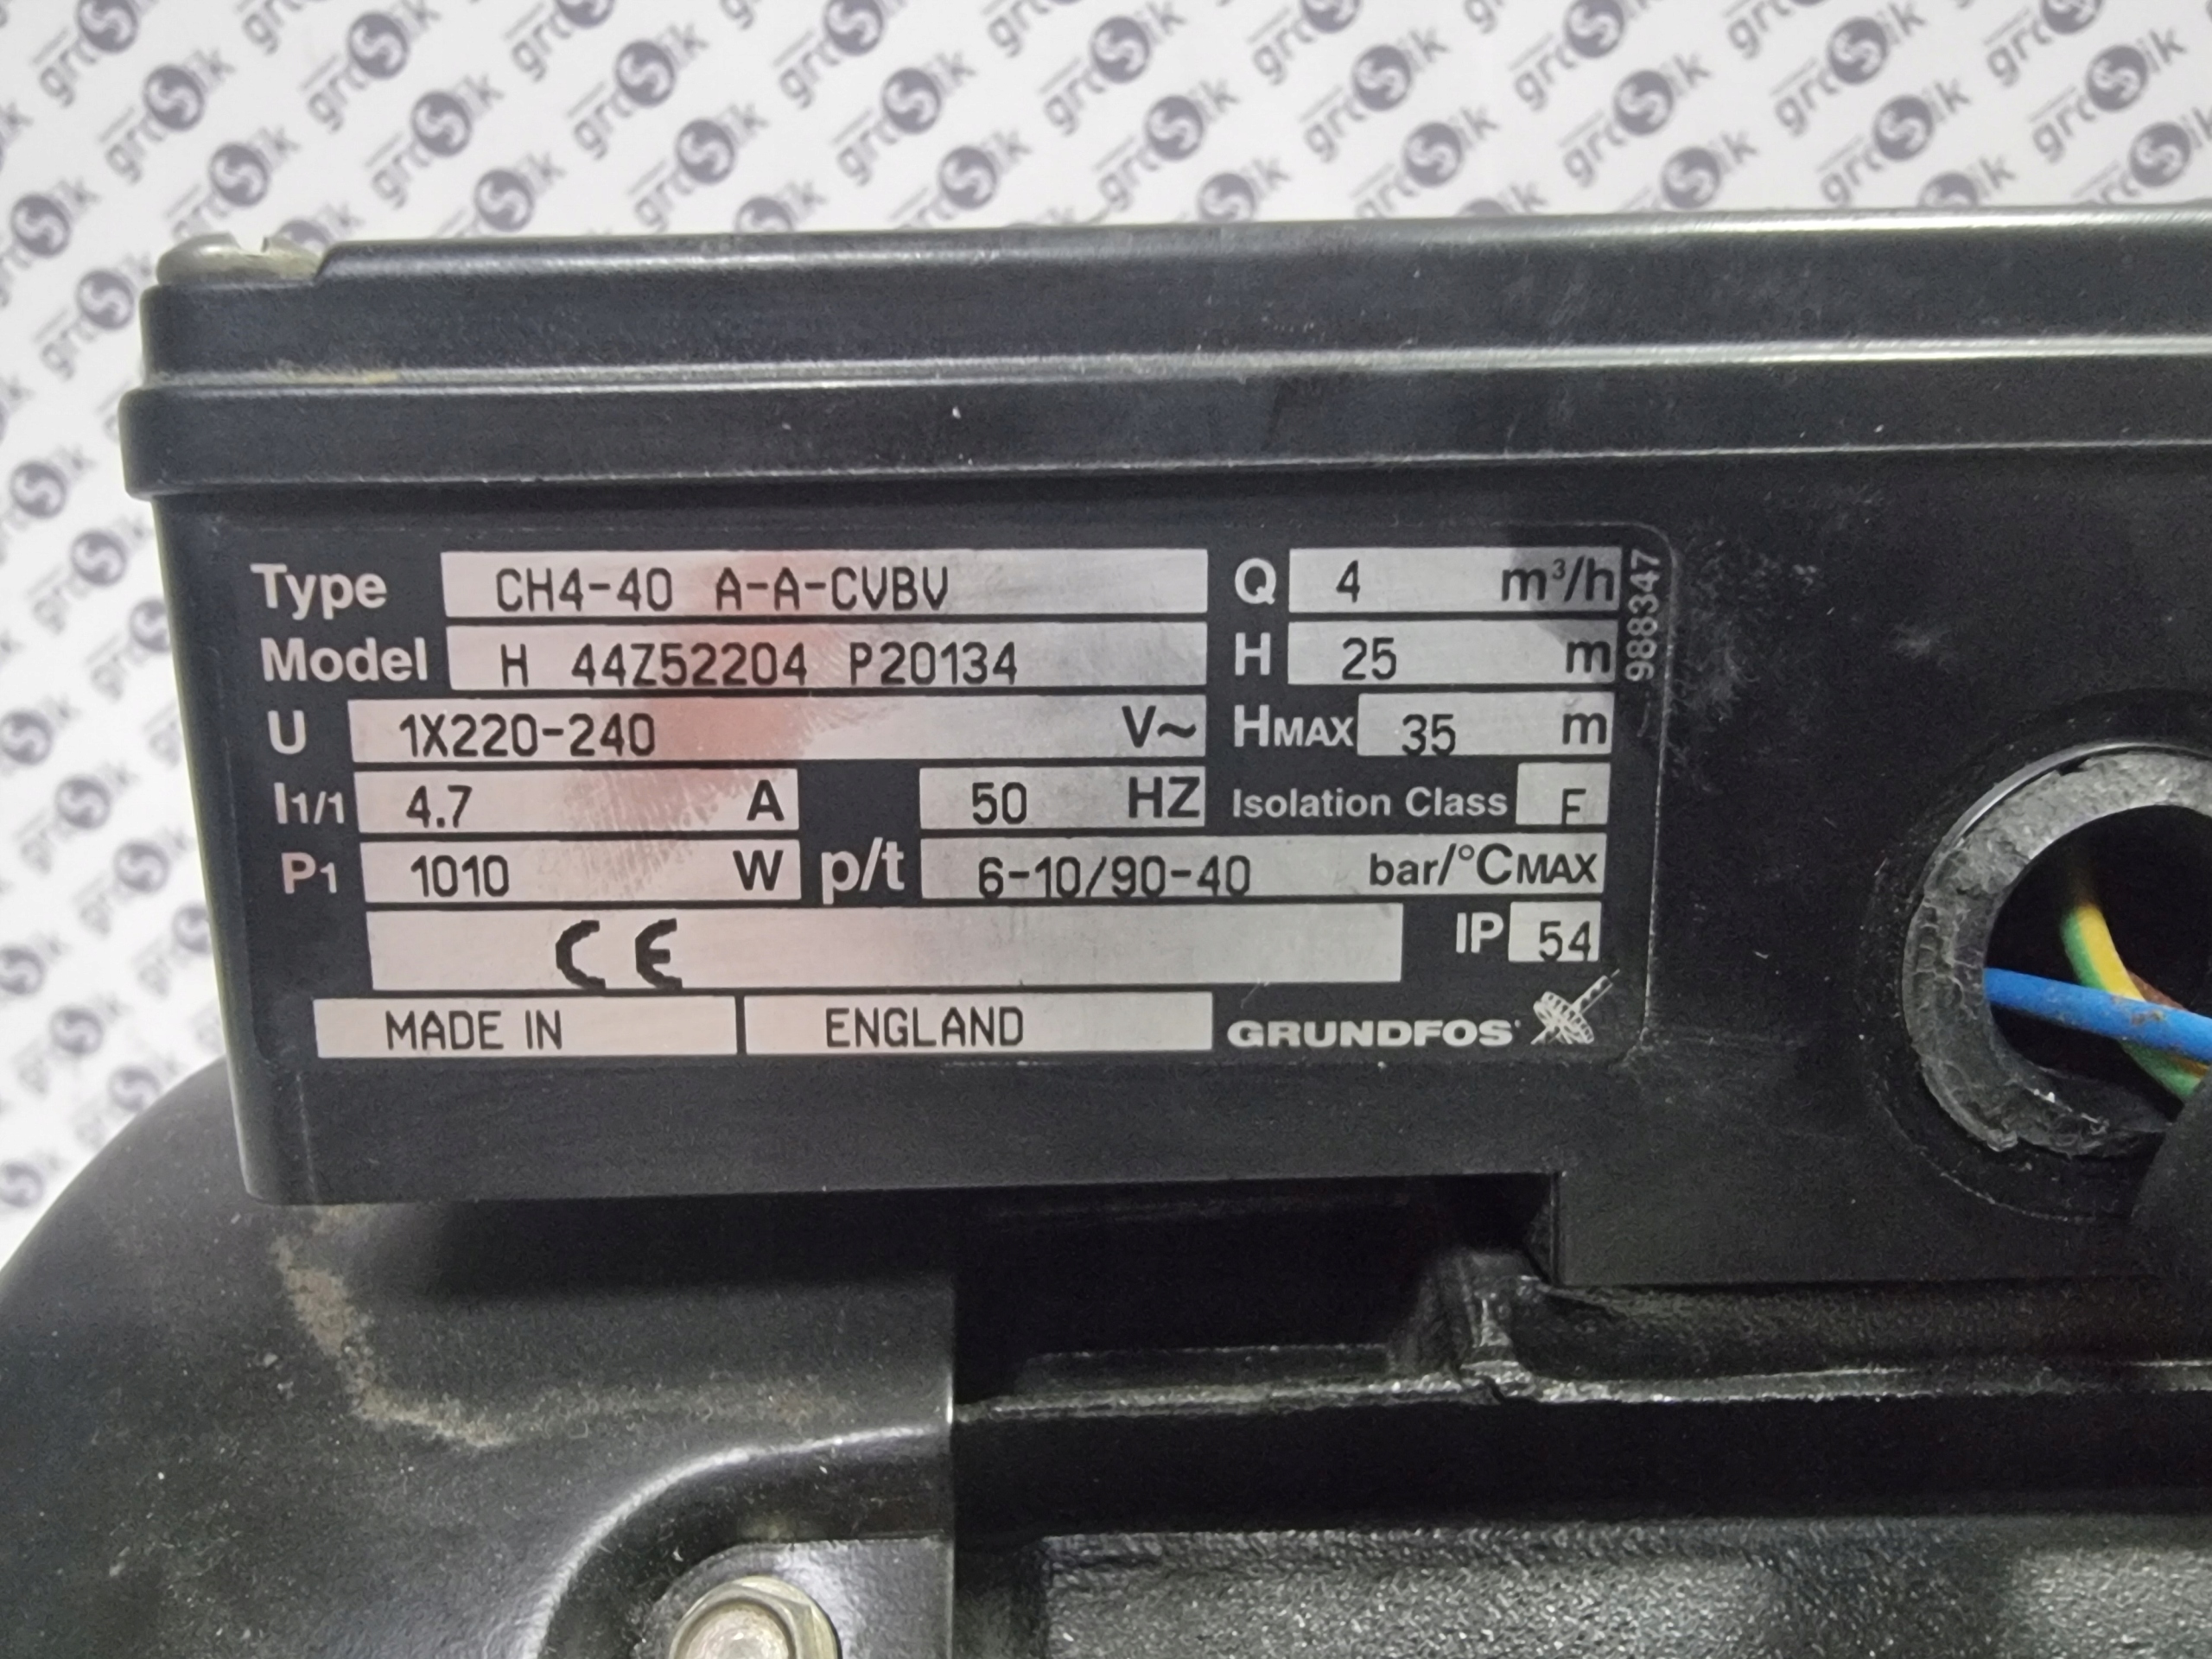 Type CH4-40 A-A-CVBV Q 4 m³/h
Model H 44Z52204 P20134 H 25 m
988347
U 1X220-240 V~ HMAX 35 m
I1/1 4.7 A 50 HZ Isolation Class F
P1 1010 W p/t 6-10/90-40 bar/°CMAX
CE IP 54
MADE IN ENGLAND GRUNDFOS